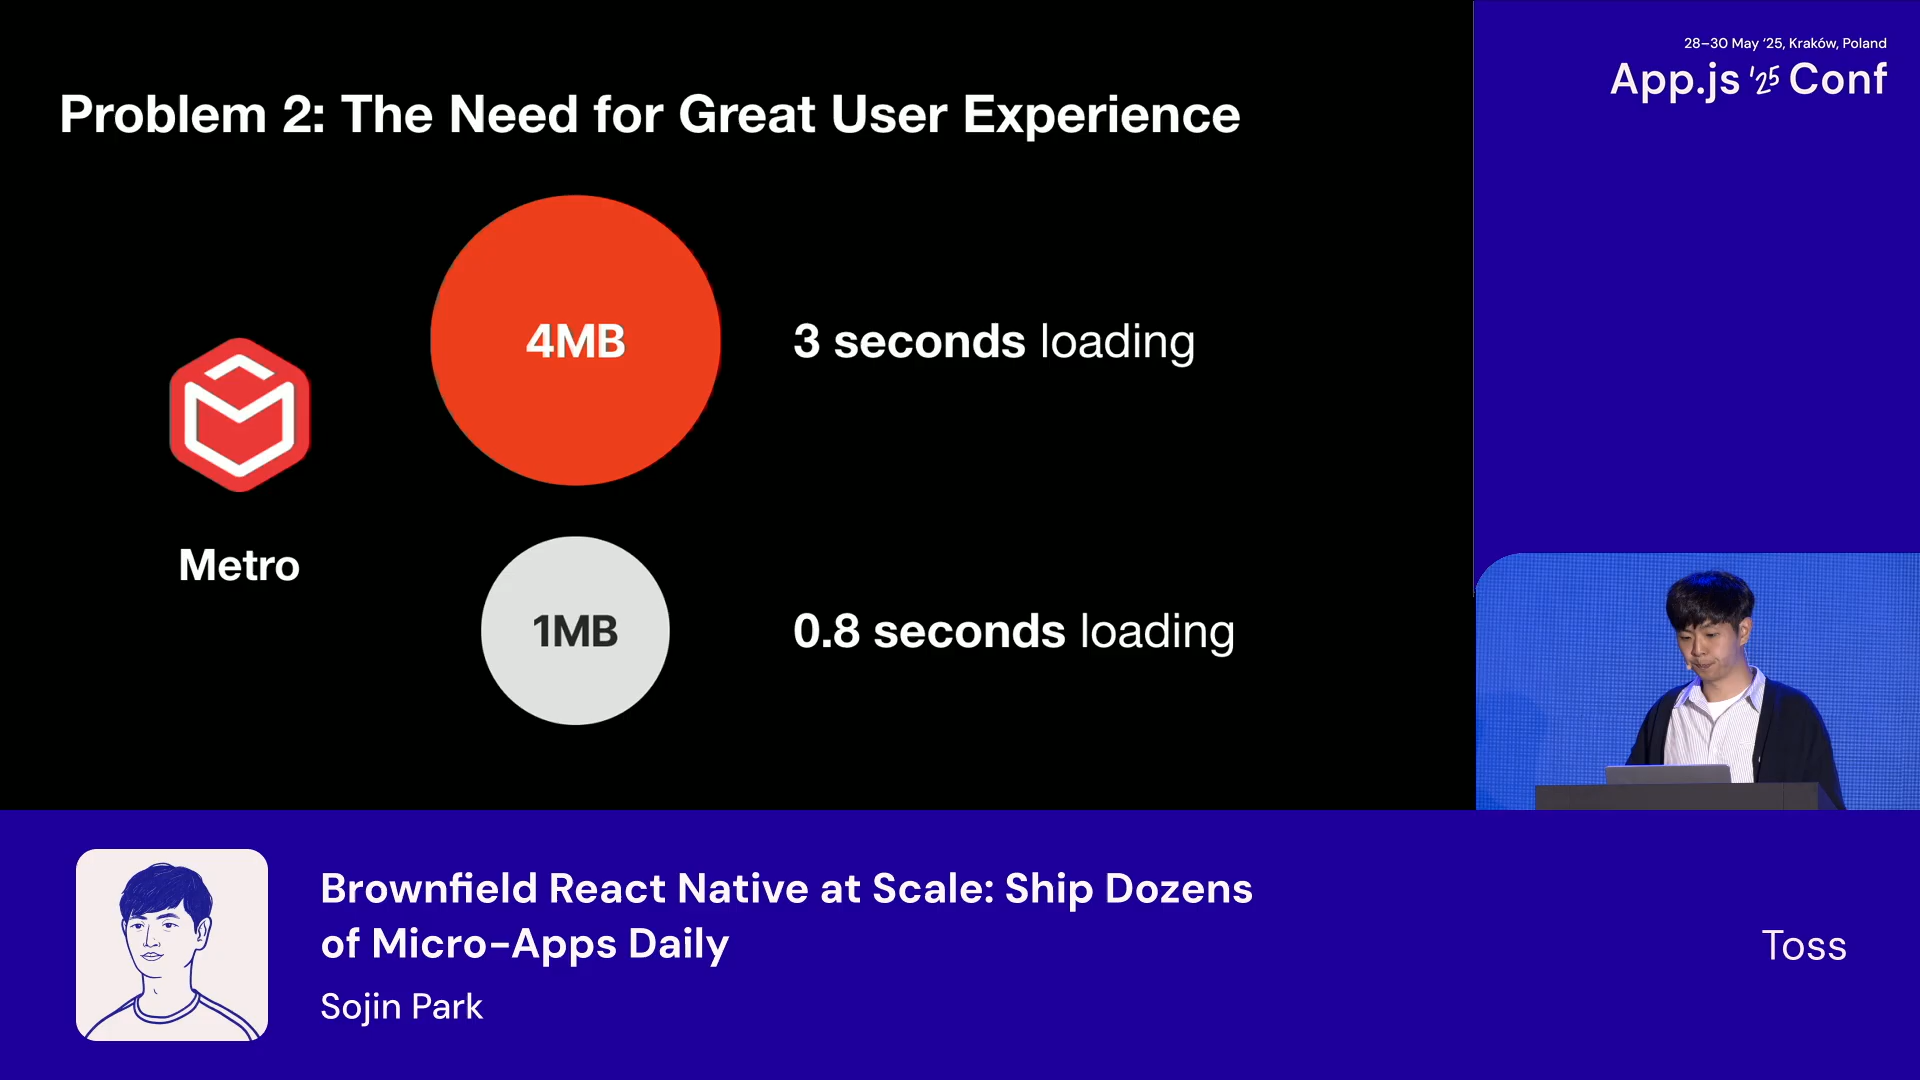 Problem 2: The Need for Great User Experience
4MB
3 seconds loading
Metro
1MB
0.8 seconds loading
28–30 May '25, Kraków, Poland
App.js '25 Conf
Brownfield React Native at Scale: Ship Dozens
of Micro-Apps Daily
Sojin Park
Toss